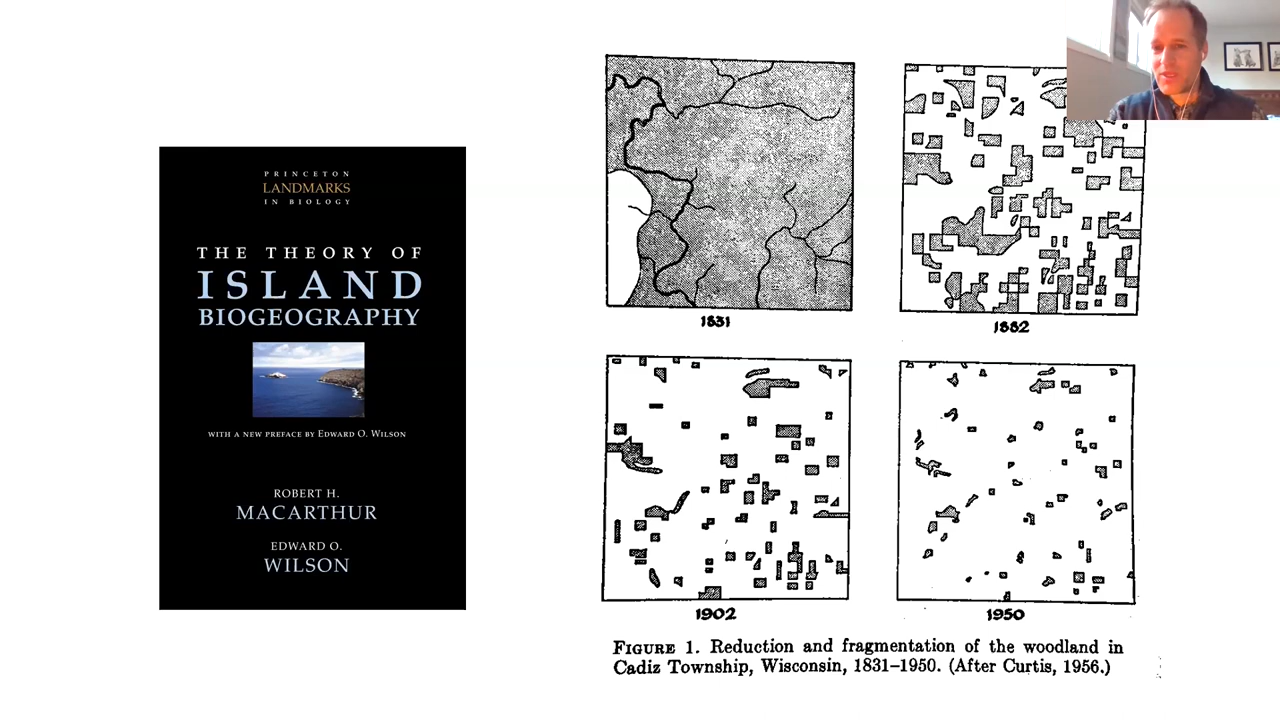 PRINCETON
LANDMARKS
IN BIOLOGY
THE THEORY OF
ISLAND
BIOGEOGRAPHY
WITH A NEW PREFACE BY EDWARD O. WILSON
ROBERT H.
MACARTHUR
EDWARD O.
WILSON
1831
1882
1902
1950
FIGURE 1. Reduction and fragmentation of the woodland in
Cadiz Township, Wisconsin, 1831–1950. (After Curtis, 1956.)